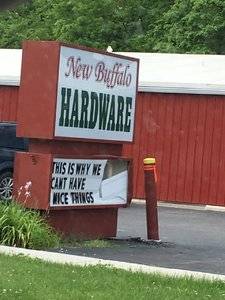 New Buffalo
HARDWARE
THIS IS WHY WE
CANT HAVE
NICE THINGS